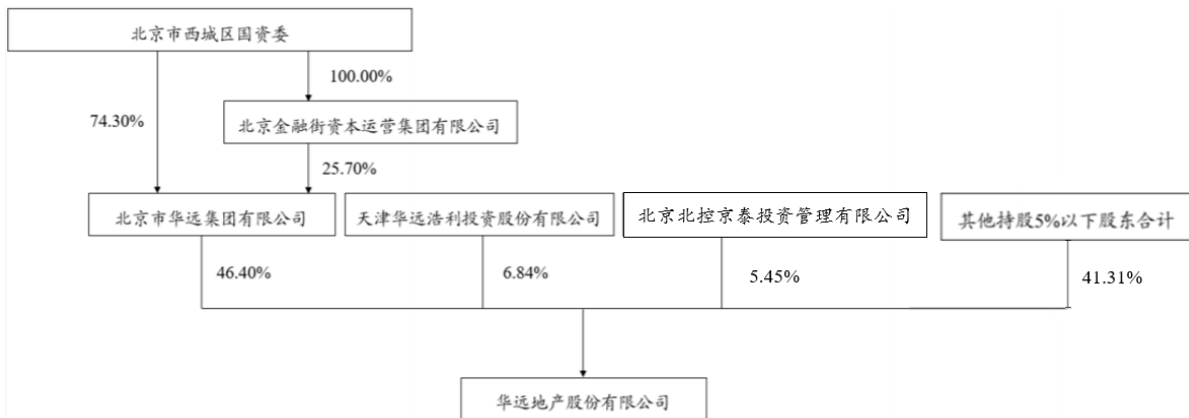 北京市西城区国资委
100.00%
74.30%
北京金融街资本运营集团有限公司
25.70%
北京市华远集团有限公司
天津华远浩利投资股份有限公司
北京北控京泰投资管理有限公司
其他持股5%以下股东合计
46.40%
6.84%
5.45%
41.31%
华远地产股份有限公司